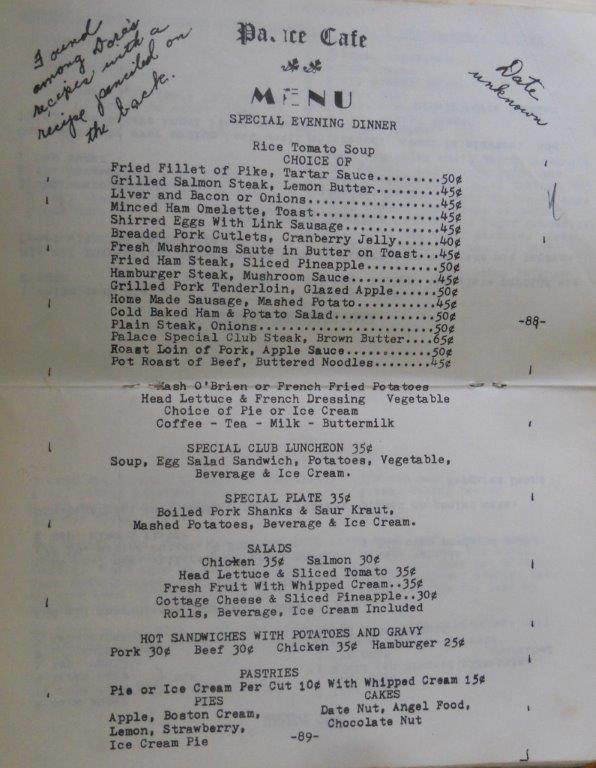 Found
among Dora's
recipes with a
recipe penciled on
the back.
Date
unknown
Palace Cafe
MENU
SPECIAL EVENING DINNER
Rice Tomato Soup
CHOICE OF
Fried Fillet of Pike, Tartar Sauce.........50¢
Grilled Salmon Steak, Lemon Butter.........45¢
Liver and Bacon or Onions..................45¢
Minced Ham Omelette, Toast.................45¢
Shirred Eggs With Link Sausage.............45¢
Breaded Pork Cutlets, Cranberry Jelly.....40¢
Fresh Mushrooms Saute in Butter on Toast...45¢
Fried Ham Steak, Sliced Pineapple..........50¢
Hamburger Steak, Mushroom Sauce............45¢
Grilled Pork Tenderloin, Glazed Apple......50¢
Home Made Sausage, Mashed Potato...........45¢
Cold Baked Ham & Potato Salad.............50¢
Plain Steak, Onions........................50¢
Palace Special Club Steak, Brown Butter....65¢
Roast Loin of Pork, Apple Sauce............50¢
Pot Roast of Beef, Buttered Noodles........45¢
-88-
Hash O'Brien or French Fried Potatoes
Head Lettuce & French Dressing Vegetable
Choice of Pie or Ice Cream
Coffee - Tea - Milk - Buttermilk
SPECIAL CLUB LUNCHEON 35¢
Soup, Egg Salad Sandwich, Potatoes, Vegetable,
Beverage & Ice Cream.
SPECIAL PLATE 35¢
Boiled Pork Shanks & Saur Kraut,
Mashed Potatoes, Beverage & Ice Cream.
SALADS
Chicken 35¢ Salmon 30¢
Head Lettuce & Sliced Tomato 35¢
Fresh Fruit With Whipped Cream..35¢
Cottage Cheese & Sliced Pineapple..30¢
Rolls, Beverage, Ice Cream Included
HOT SANDWICHES WITH POTATOES AND GRAVY
Pork 30¢ Beef 30¢ Chicken 35¢ Hamburger 25¢
PASTRIES
Pie or Ice Cream Per Cut 10¢ With Whipped Cream 15¢
PIES CAKES
Apple, Boston Cream, Date Nut, Angel Food,
Lemon, Strawberry, Chocolate Nut
Ice Cream Pie
-89-